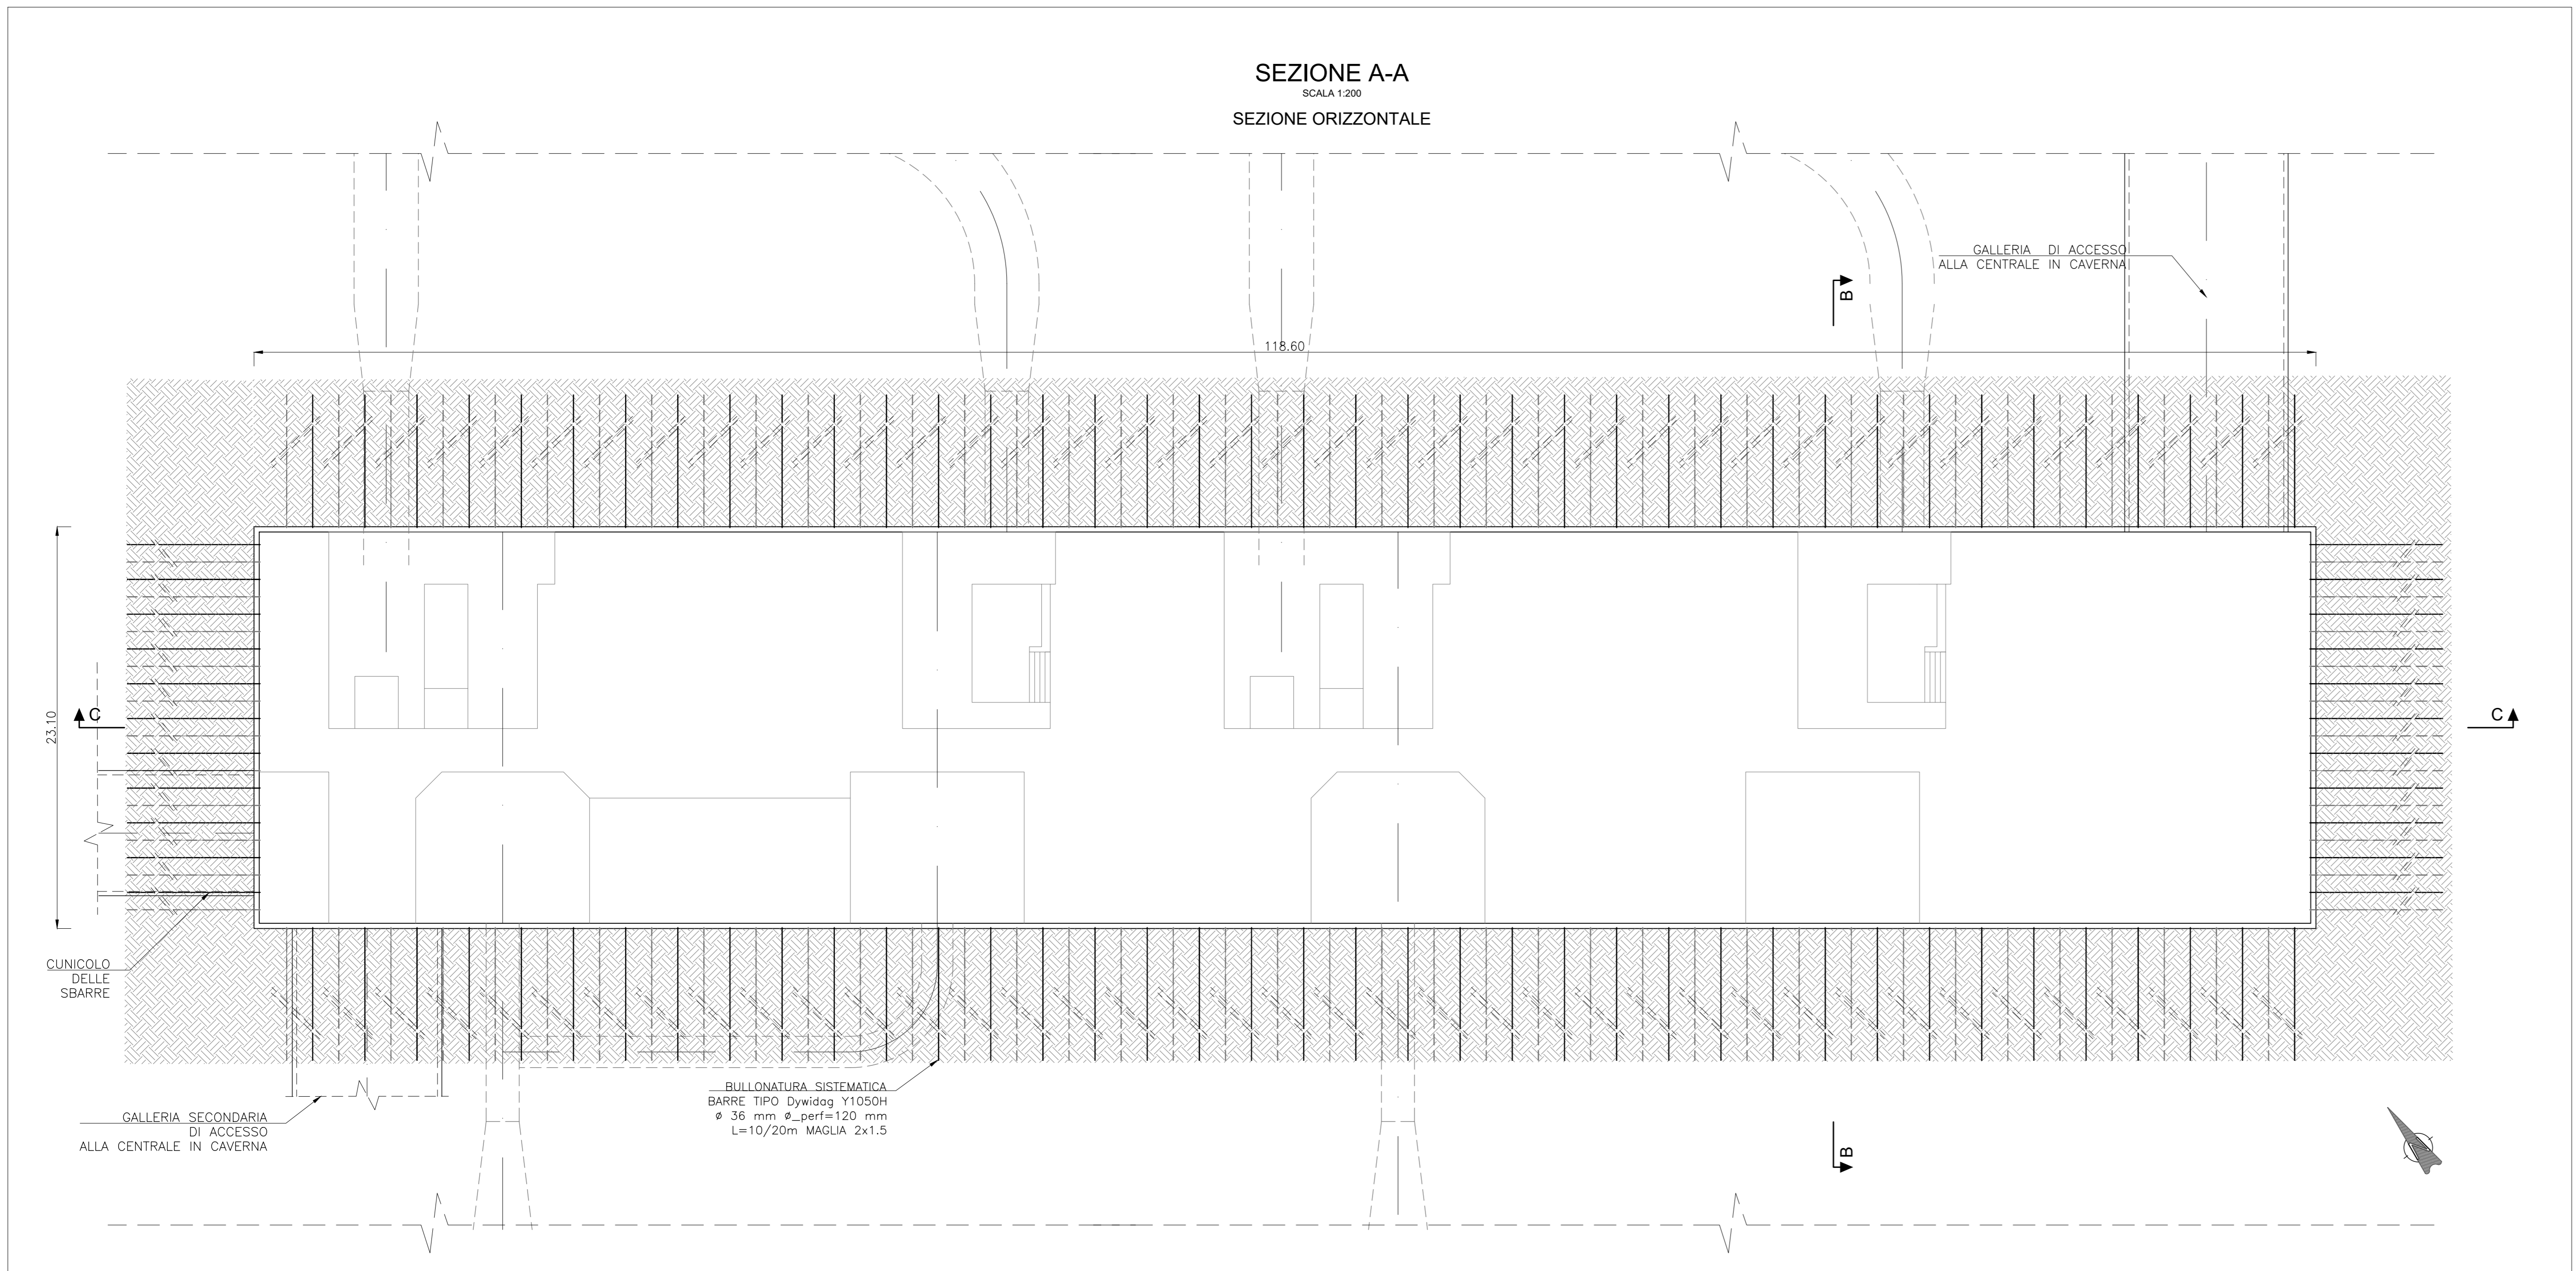 SEZIONE A-A
SCALA 1:200
SEZIONE ORIZZONTALE
GALLERIA DI ACCESSO
ALLA CENTRALE IN CAVERNA
B
118.60
23.10
C
C
CUNICOLO
DELLE
SBARRE
BULLONATURA SISTEMATICA
BARRE TIPO Dywidag Y1050H
ø 36 mm ø_perf=120 mm
L=10/20m MAGLIA 2x1.5
GALLERIA SECONDARIA
DI ACCESSO
ALLA CENTRALE IN CAVERNA
B